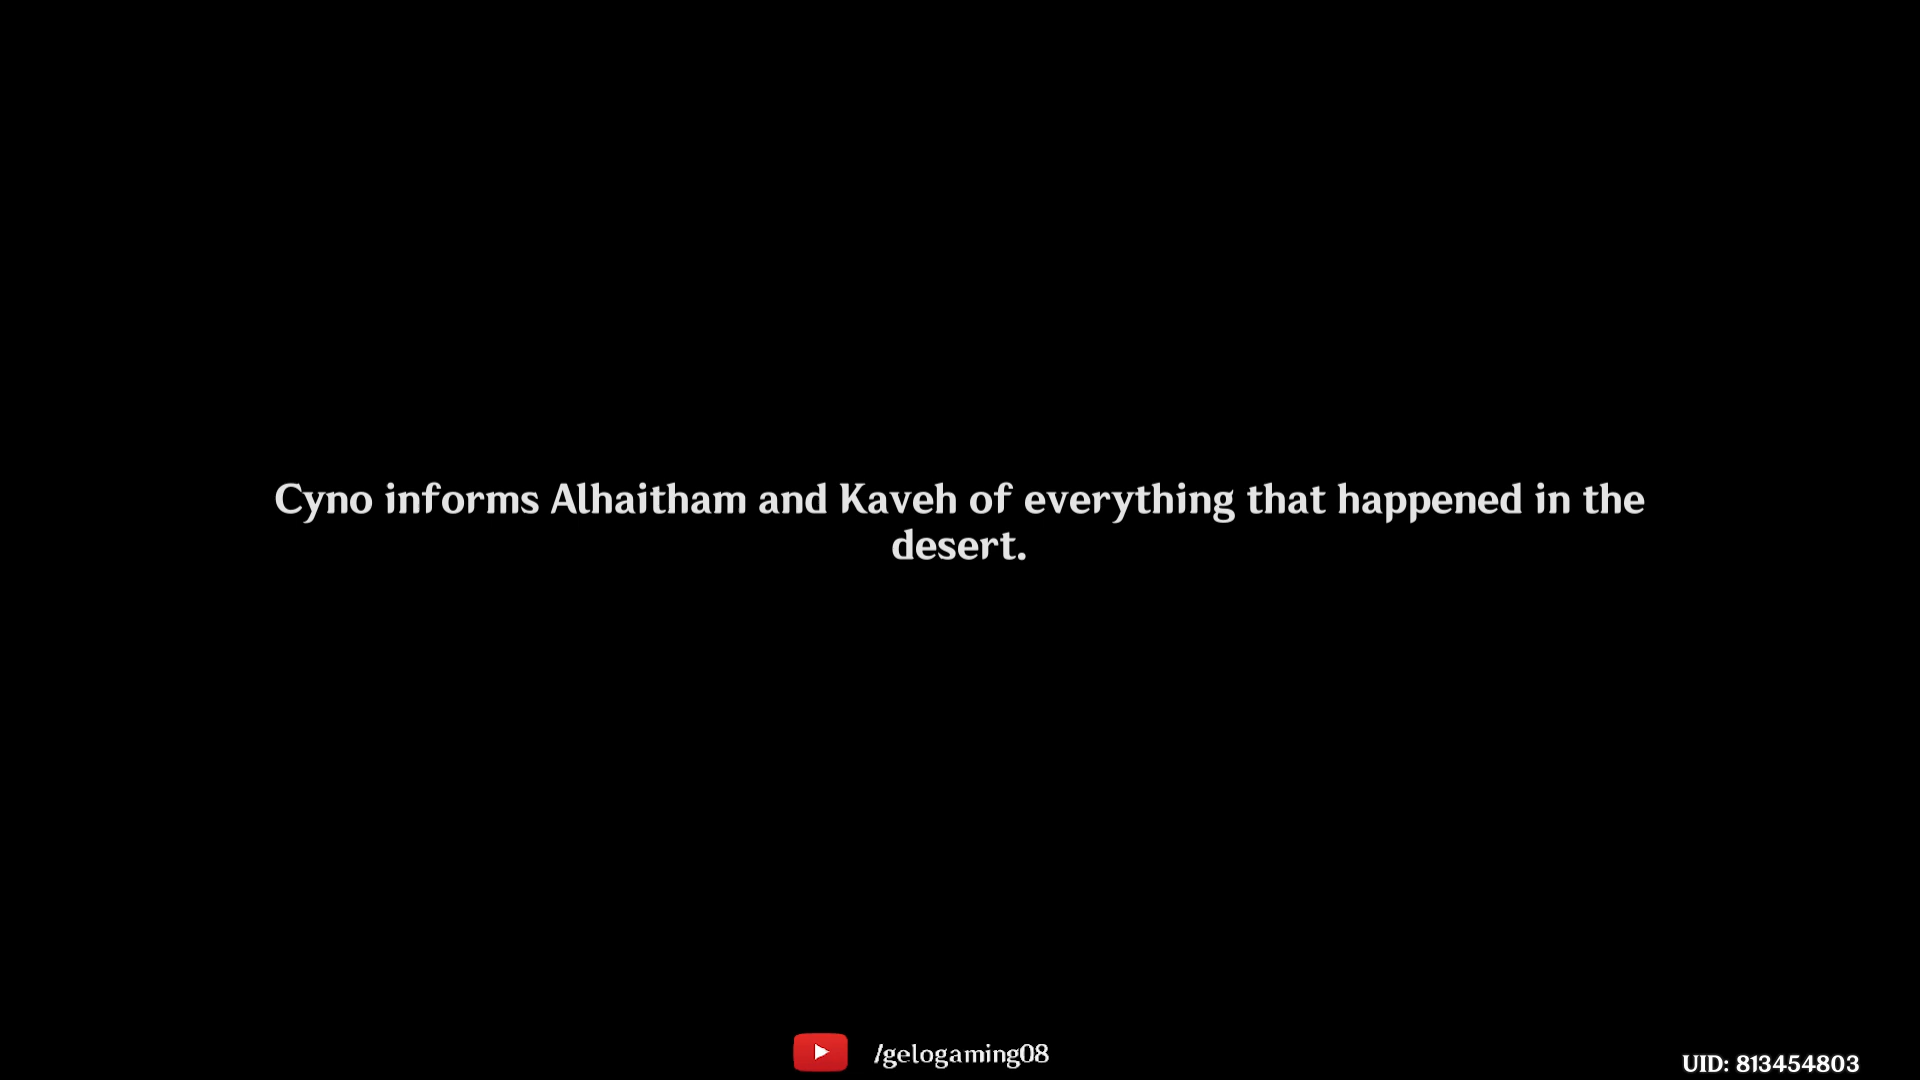 Cyno informs Alhaitham and Kaveh of everything that happened in the
desert.
/gelogaming08
UID: 813454803